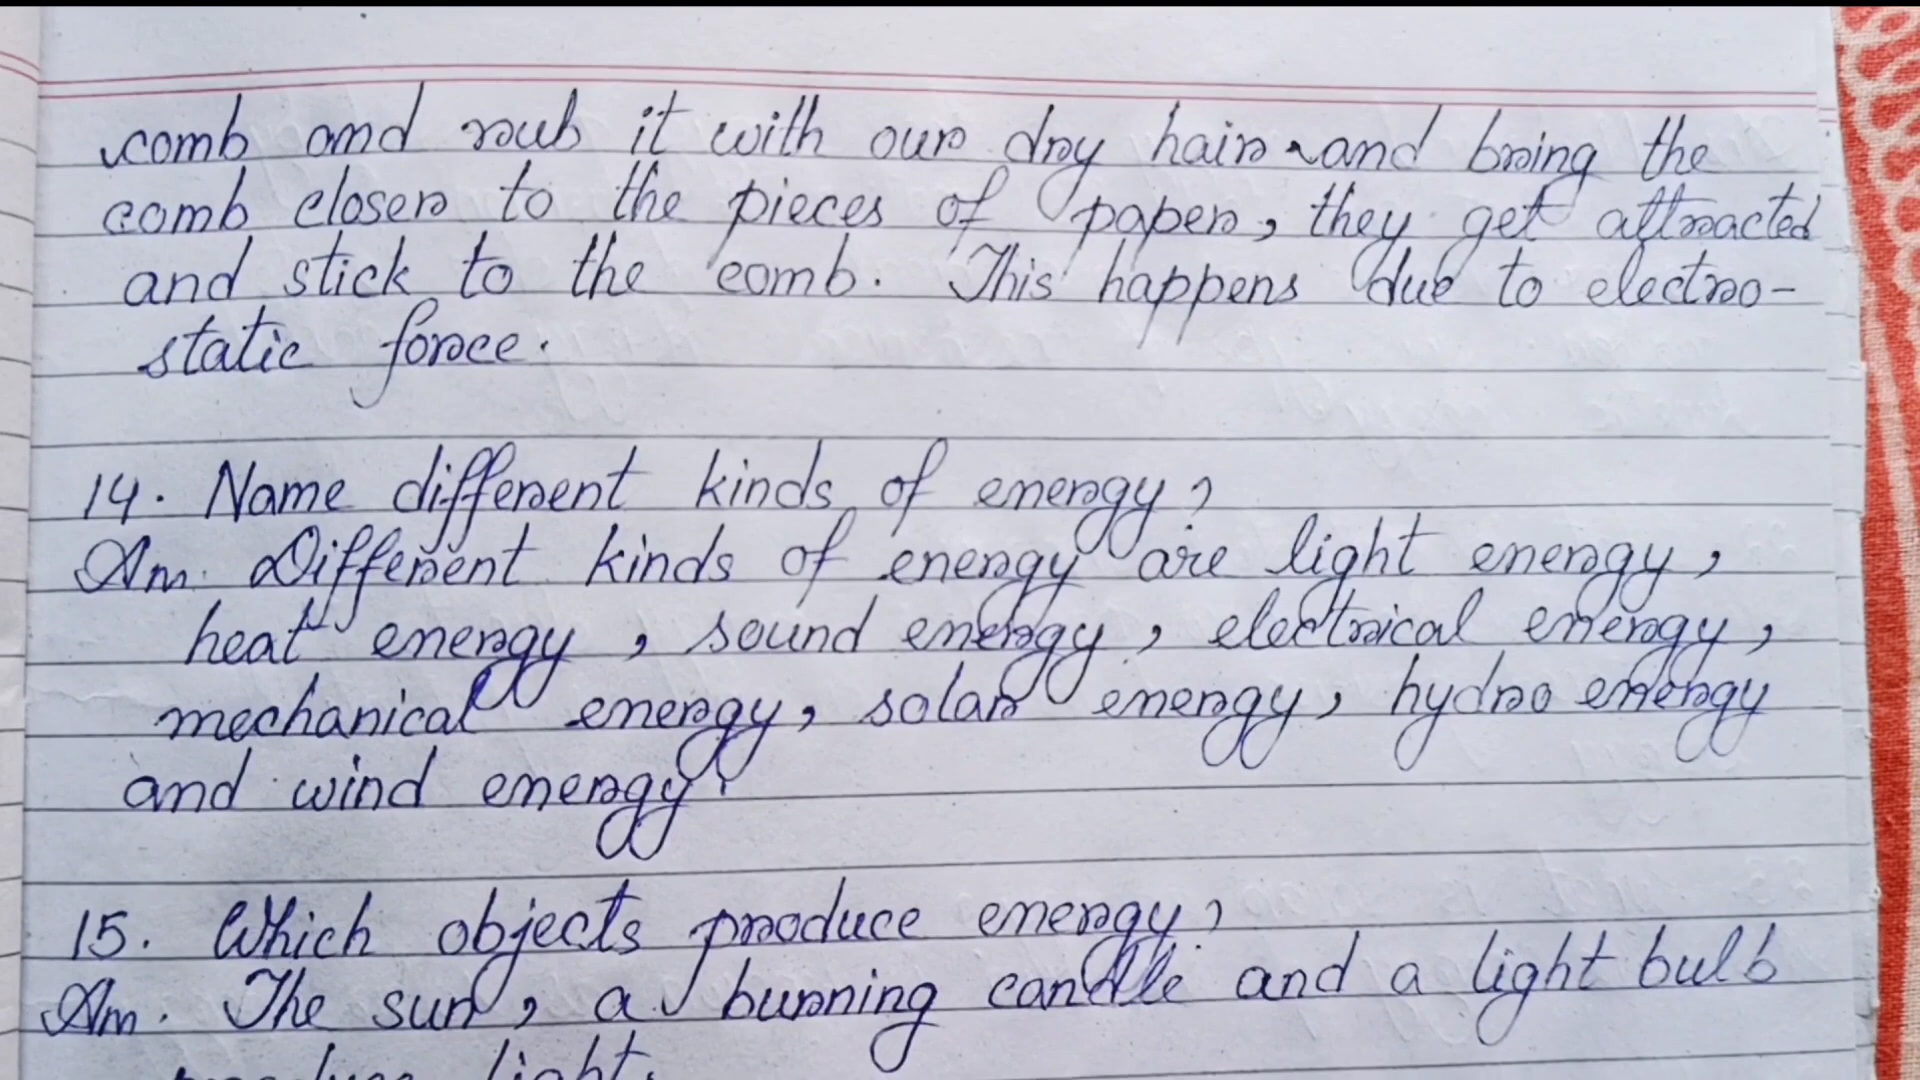 comb and rub it with our dry hair and bring the
comb closer to the pieces of paper, they get attracted
and stick to the comb. This happens due to electro-
static force.
14. Name different kinds of energy?
Ans. Different kinds of energy are light energy,
heat energy, sound energy, electrical energy,
mechanical energy, solar energy, hydro energy
and wind energy.
15. Which objects produce energy?
Ans. The sun, a burning candle and a light bulb
produce light.